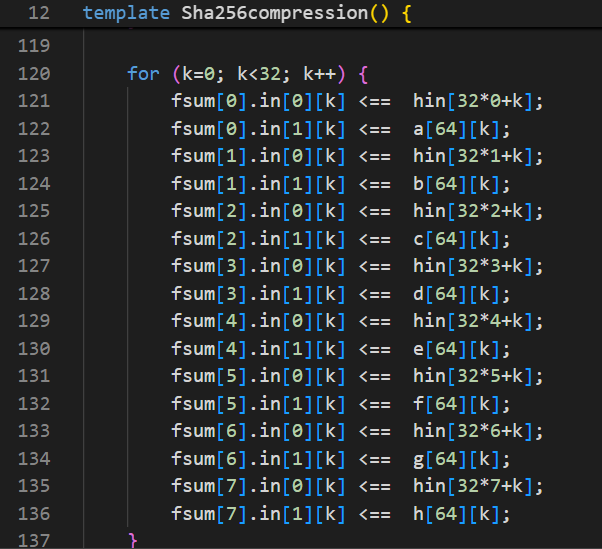 12 template Sha256compression() {
119
120 for (k=0; k<32; k++) {
121 fsum[0].in[0][k] <== hin[32*0+k];
122 fsum[0].in[1][k] <== a[64][k];
123 fsum[1].in[0][k] <== hin[32*1+k];
124 fsum[1].in[1][k] <== b[64][k];
125 fsum[2].in[0][k] <== hin[32*2+k];
126 fsum[2].in[1][k] <== c[64][k];
127 fsum[3].in[0][k] <== hin[32*3+k];
128 fsum[3].in[1][k] <== d[64][k];
129 fsum[4].in[0][k] <== hin[32*4+k];
130 fsum[4].in[1][k] <== e[64][k];
131 fsum[5].in[0][k] <== hin[32*5+k];
132 fsum[5].in[1][k] <== f[64][k];
133 fsum[6].in[0][k] <== hin[32*6+k];
134 fsum[6].in[1][k] <== g[64][k];
135 fsum[7].in[0][k] <== hin[32*7+k];
136 fsum[7].in[1][k] <== h[64][k];
137 }